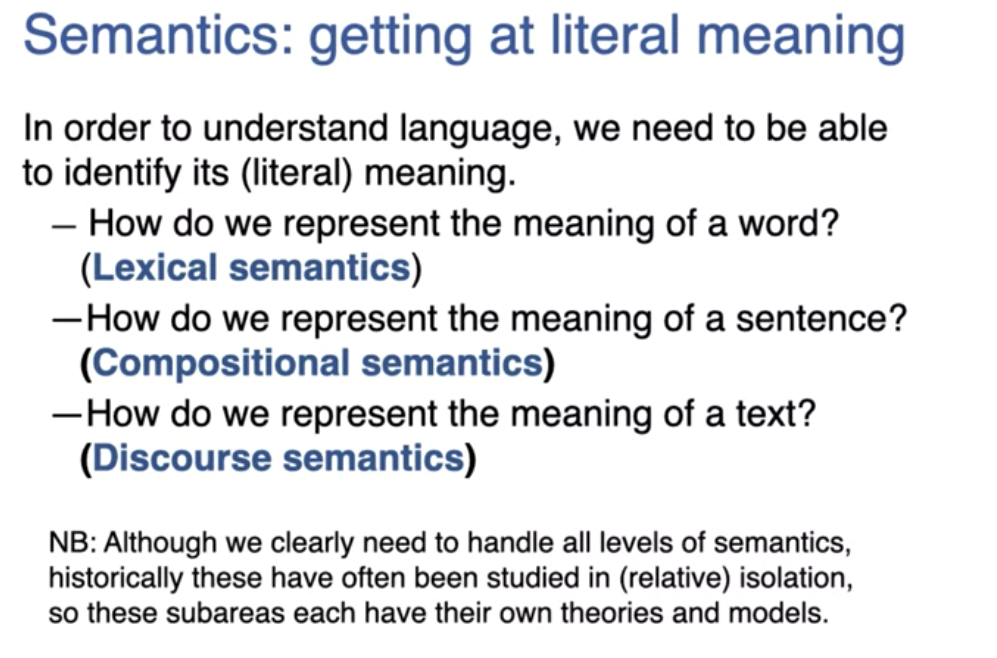 Semantics: getting at literal meaning
In order to understand language, we need to be able
to identify its (literal) meaning.
– How do we represent the meaning of a word?
(Lexical semantics)
—How do we represent the meaning of a sentence?
(Compositional semantics)
—How do we represent the meaning of a text?
(Discourse semantics)
NB: Although we clearly need to handle all levels of semantics,
historically these have often been studied in (relative) isolation,
so these subareas each have their own theories and models.